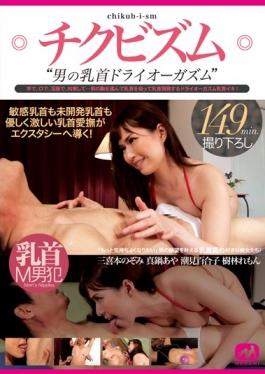 chikub-i-sm
チクビズム
“男の乳首ドライオーガズム”
敏感乳首も未開発乳首も
優しく激しい乳首愛撫が
エクスタシーへ導く!
149min.
撮り下ろし
乳首
M男犯
Men's Nipples
三喜本のぞみ 真鍋あや 潮見百合子 樹林れもん